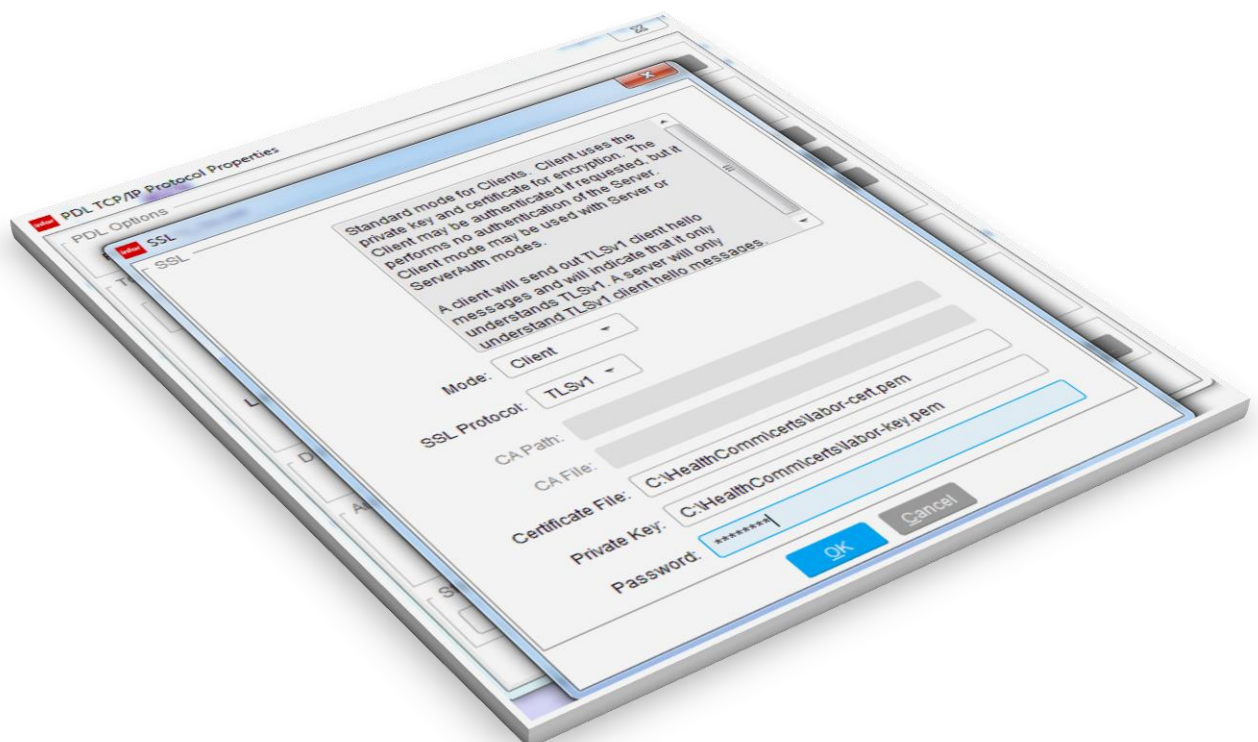 PDL TCP/IP Protocol Properties
PDL Options
SSL
SSL
Standard mode for Clients. Client uses the
private key and certificate for encryption. The
Client may be authenticated if requested, but it
performs no authentication of the Server.
Client mode may be used with Server or
ServerAuth modes.
A client will send out TLSv1 client hello
messages and will indicate that it only
understands TLSv1. A server will only
understand TLSv1 client hello messages.
Mode: Client
SSL Protocol: TLSv1
CA Path:
CA File:
Certificate File: C:\HealthComm\certs\labor-cert.pem
Private Key: C:\HealthComm\certs\labor-key.pem
Password: ********
OK
Cancel